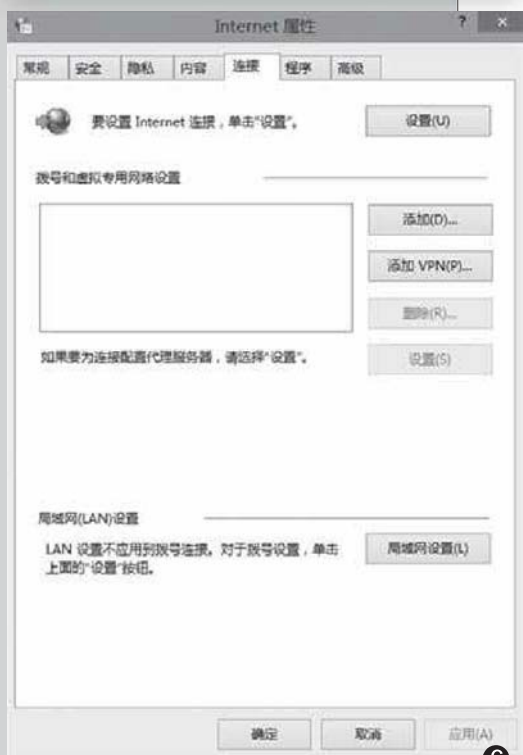 Internet 属性
?
×
常规 安全 隐私 内容 连接 程序 高级
要设置 Internet 连接，单击“设置”。
设置(U)
拨号和虚拟专用网络设置
添加(D)...
添加 VPN(P)...
删除(R)...
如果要为连接配置代理服务器，请选择“设置”。
设置(S)
局域网(LAN)设置
LAN 设置不应用到拨号连接。对于拨号设置，单击
上面的“设置”按钮。
局域网设置(L)
确定 取消 应用(A)